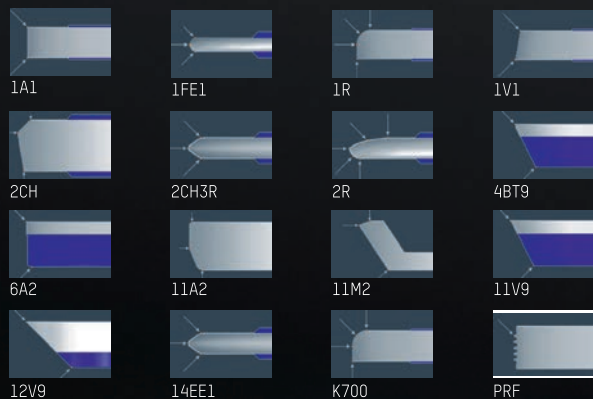 1A1 1FE1 1R 1V1
2CH 2CH3R 2R 4BT9
6A2 11A2 11M2 11V9
12V9 14EE1 K700 PRF